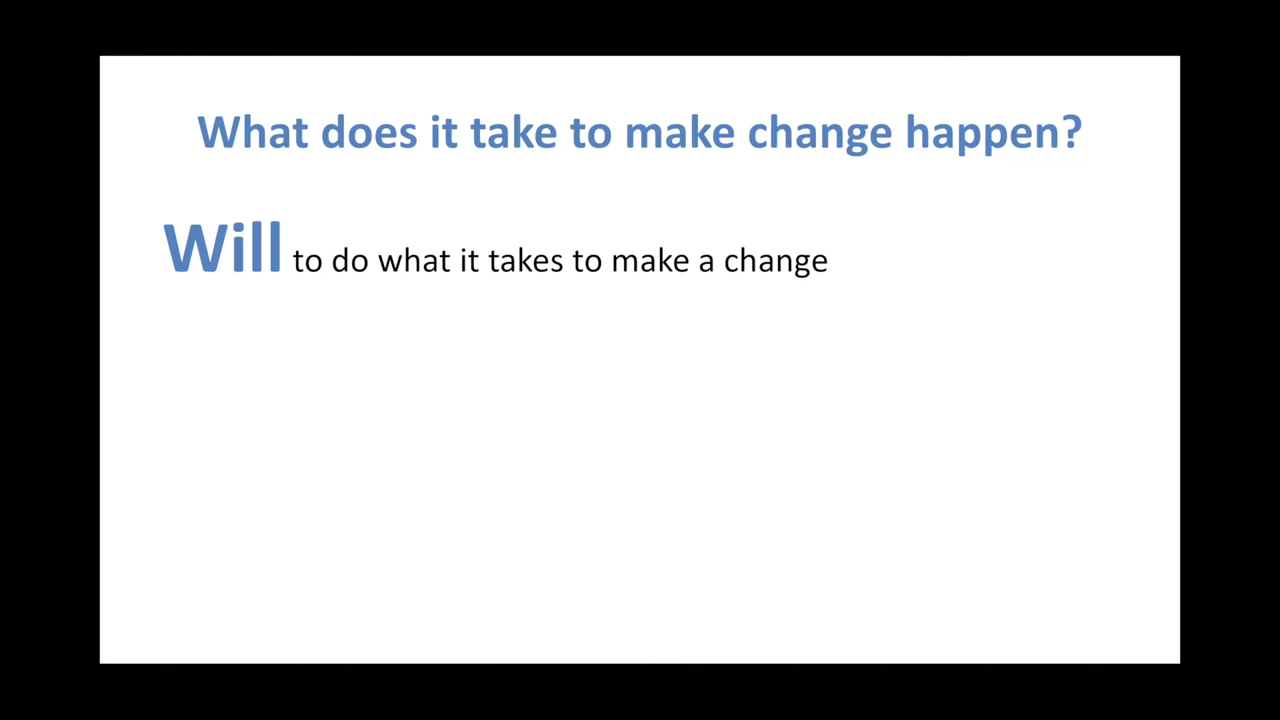 What does it take to make change happen?
Will to do what it takes to make a change